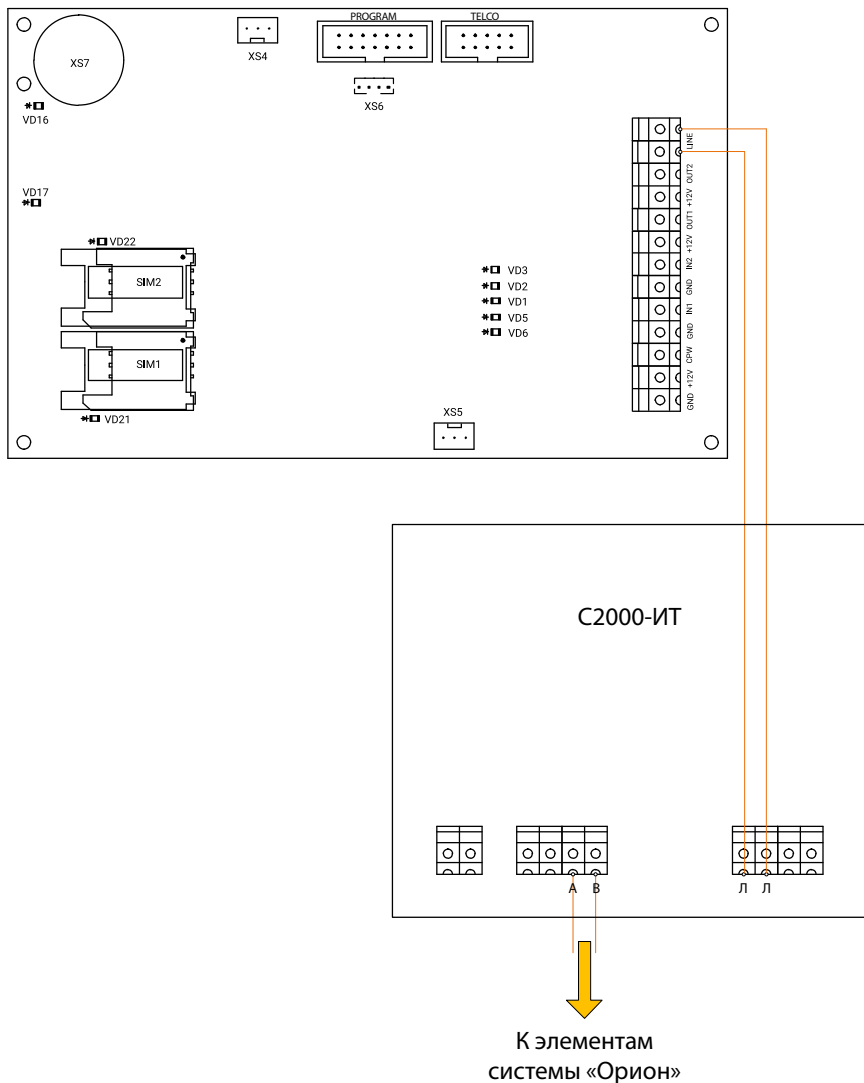 PROGRAM
TELCO
XS7
XS4
XS6
VD16
VD17
VD22
SIM2
SIM1
VD21
VD3
VD2
VD1
VD5
VD6
XS5
LINE
OUT2
+12V
OUT1
+12V
IN2
GND
IN1
GND
CPW
+12V
GND
С2000-ИТ
А В
Л Л
К элементам
системы «Орион»